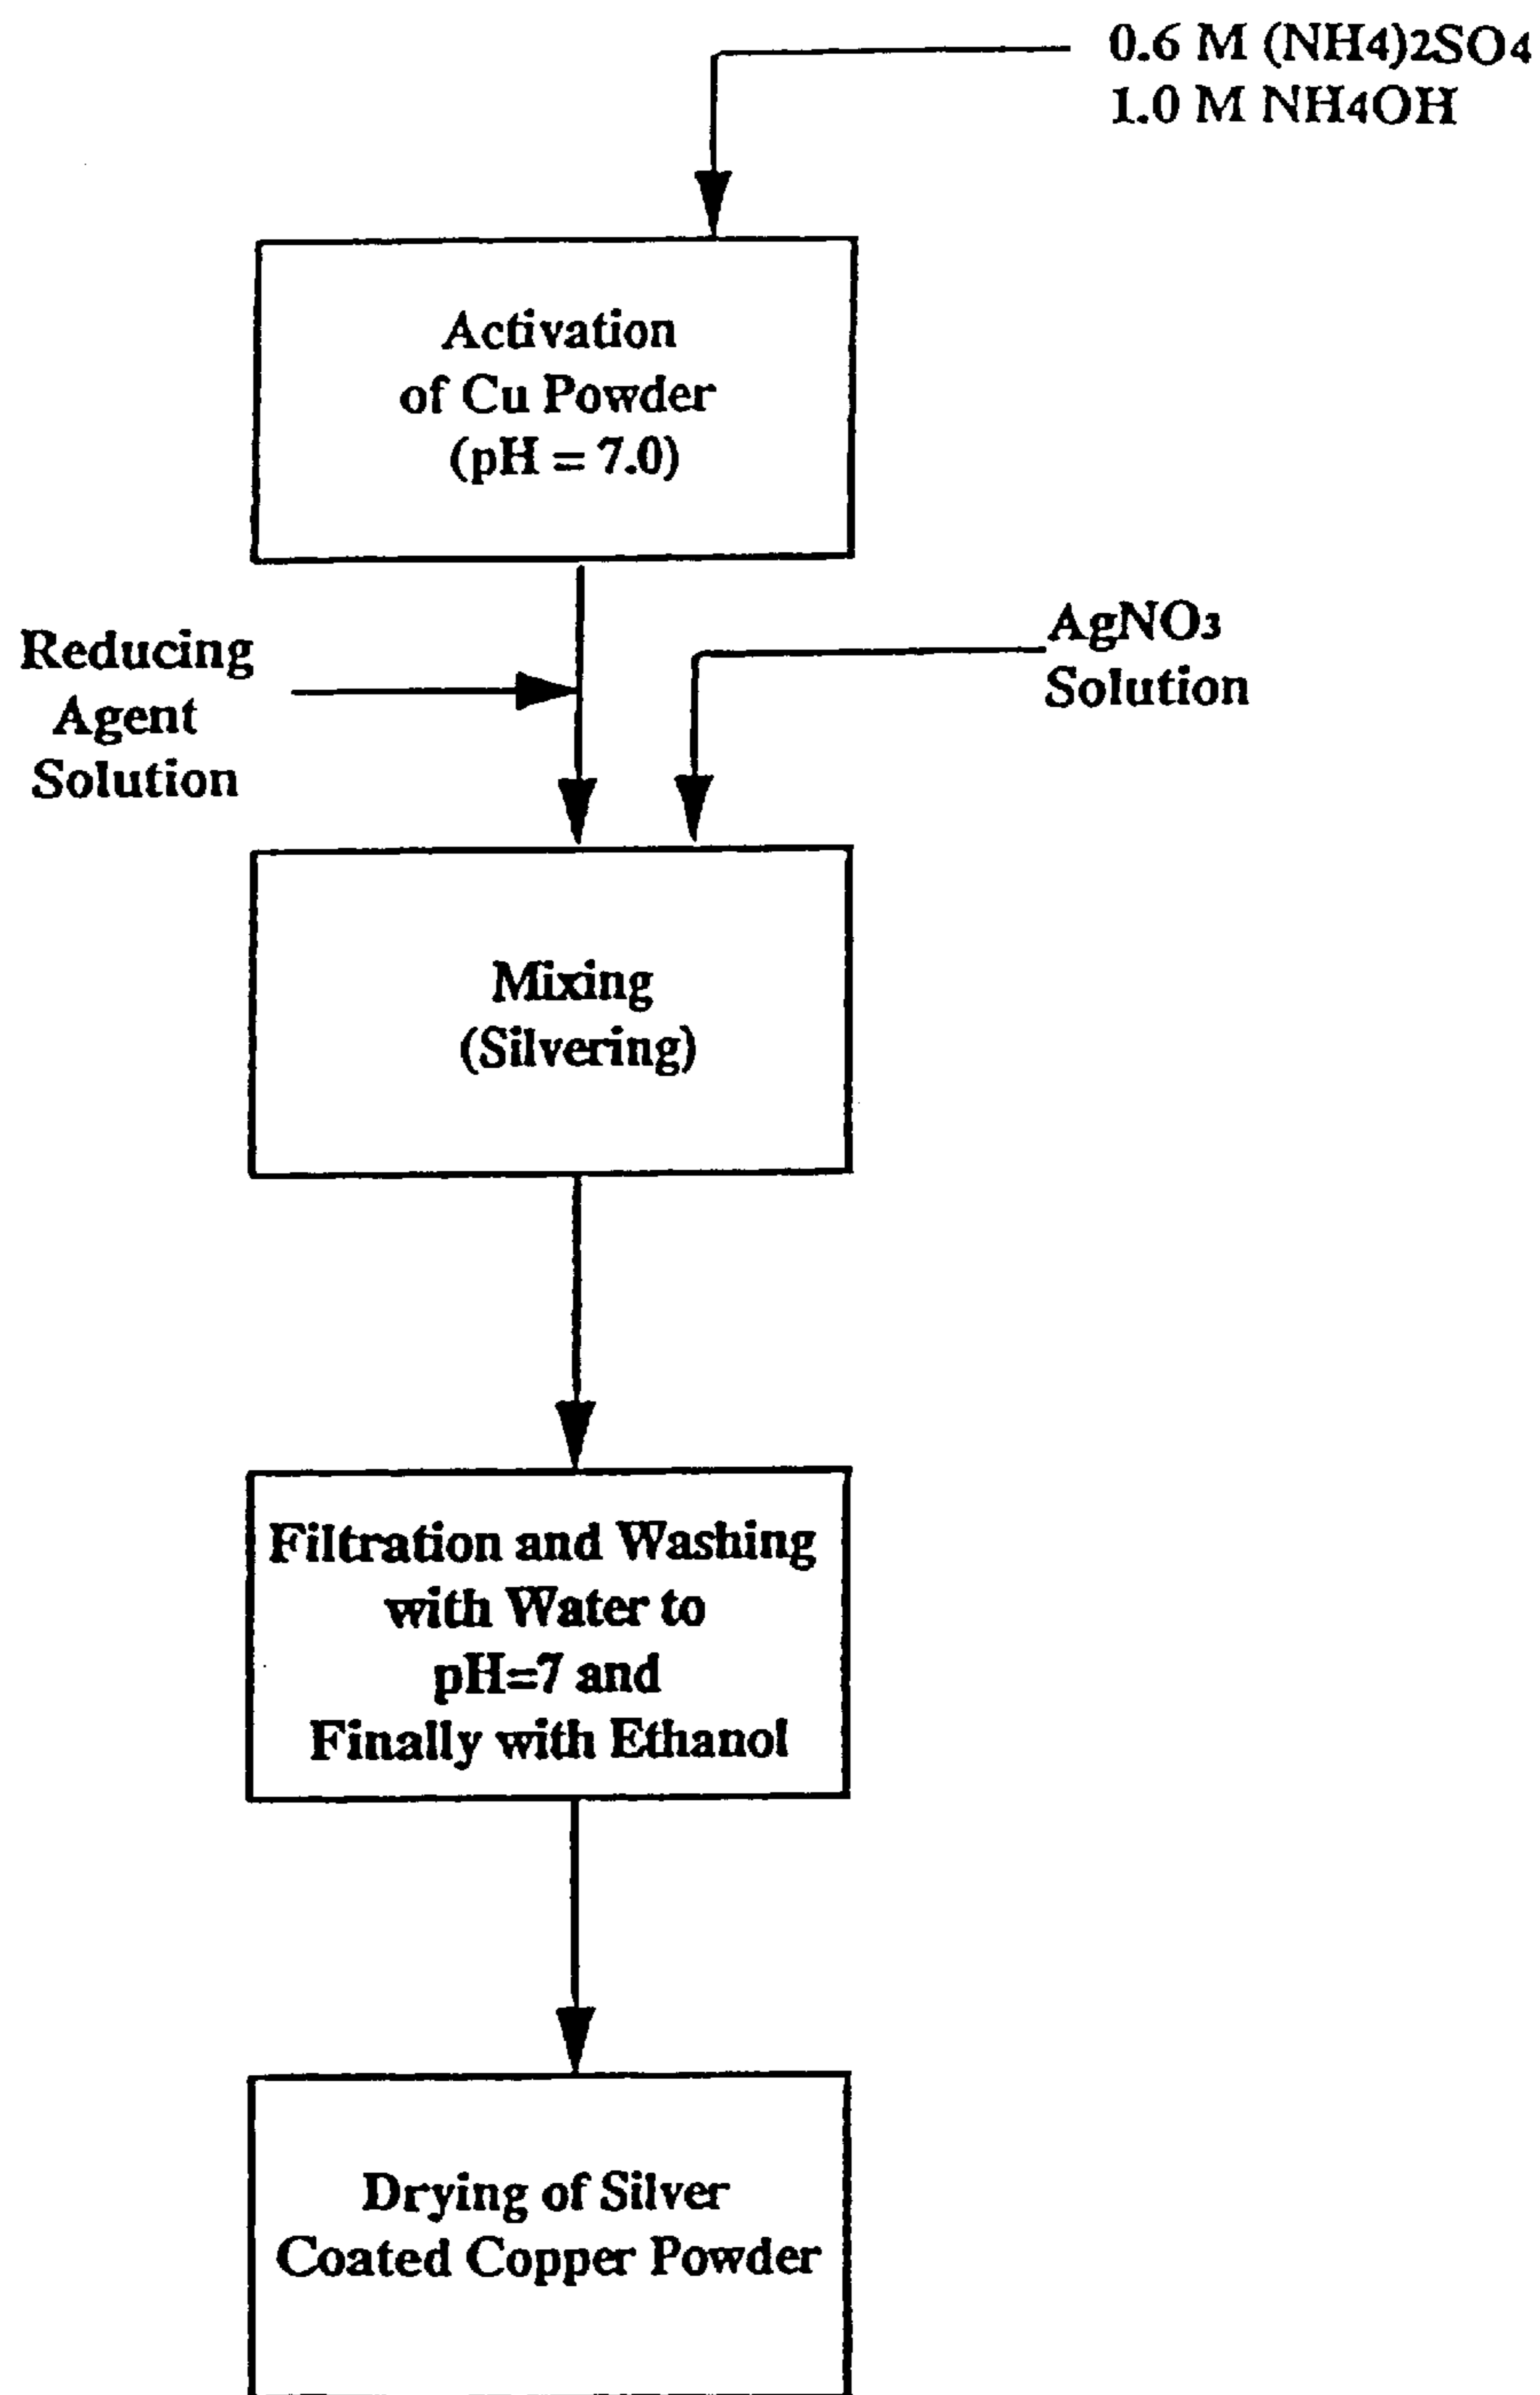 0.6 M (NH4)2SO4
1.0 M NH4OH
Activation
of Cu Powder
(pH = 7.0)
Reducing
Agent
Solution
AgNO3
Solution
Mixing
(Silvering)
Filtration and Washing
with Water to
pH=7 and
Finally with Ethanol
Drying of Silver
Coated Copper Powder